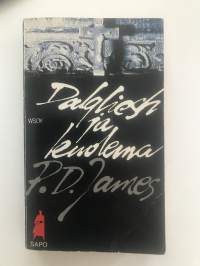 Dalgliesh
ja
WSOY
kuolema
P.D. James
SAPO